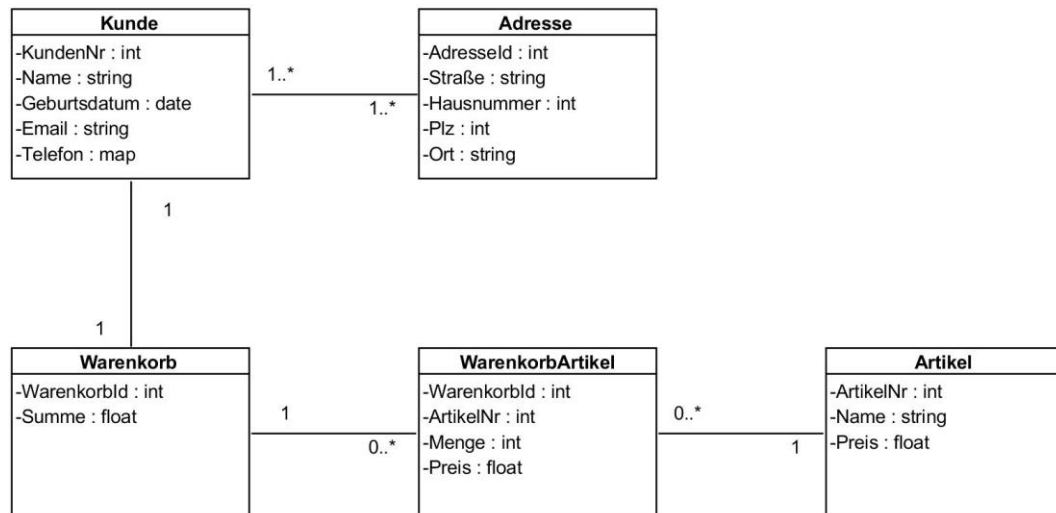 Kunde
-KundenNr : int
-Name : string
-Geburtsdatum : date
-Email : string
-Telefon : map
1..*
1..*
Adresse
-AdresseId : int
-Straße : string
-Hausnummer : int
-Plz : int
-Ort : string
1
1
Warenkorb
-WarenkorbId : int
-Summe : float
1
0..*
WarenkorbArtikel
-WarenkorbId : int
-ArtikelNr : int
-Menge : int
-Preis : float
0..*
1
Artikel
-ArtikelNr : int
-Name : string
-Preis : float